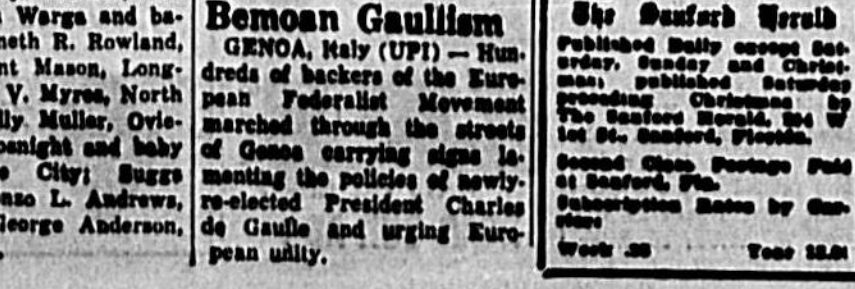 Warga and ba-
neth R. Rowland,
nt Mason, Long-
V. Myres, North
lly Muller, Ovie-
panight and baby
City; Suggs
nzo L. Andrews,
George Anderson,
Bemoan Gaullism
GENOA, Italy (UPI) — Hun-
dreds of backers of the Euro-
pean Federalist Movement
marched through the streets
of Genoa carrying signs la-
menting the policies of newly-
re-elected President Charles
de Gaulle and urging Euro-
pean unity.
The Sanford Herald
Published Daily except Sat-
urday, Sunday and Christ-
mas; published Saturday
preceding Christmas by
The Sanford Herald, 204 W
1st St., Sanford, Florida.
Second Class Postage Paid
at Sanford, Fla.
Subscription Rates by Car-
rier:
Week .35 Year